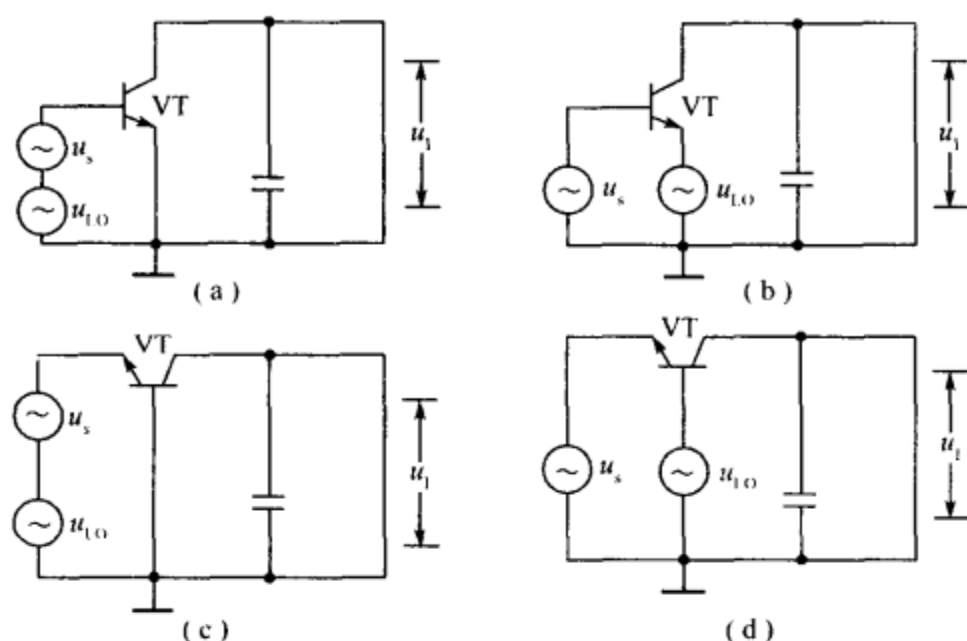 VT
u_s
u_LO
u_I
( a )
VT
u_s
u_LO
u_I
( b )
VT
u_s
u_LO
u_I
( c )
VT
u_s
u_LO
u_I
( d )